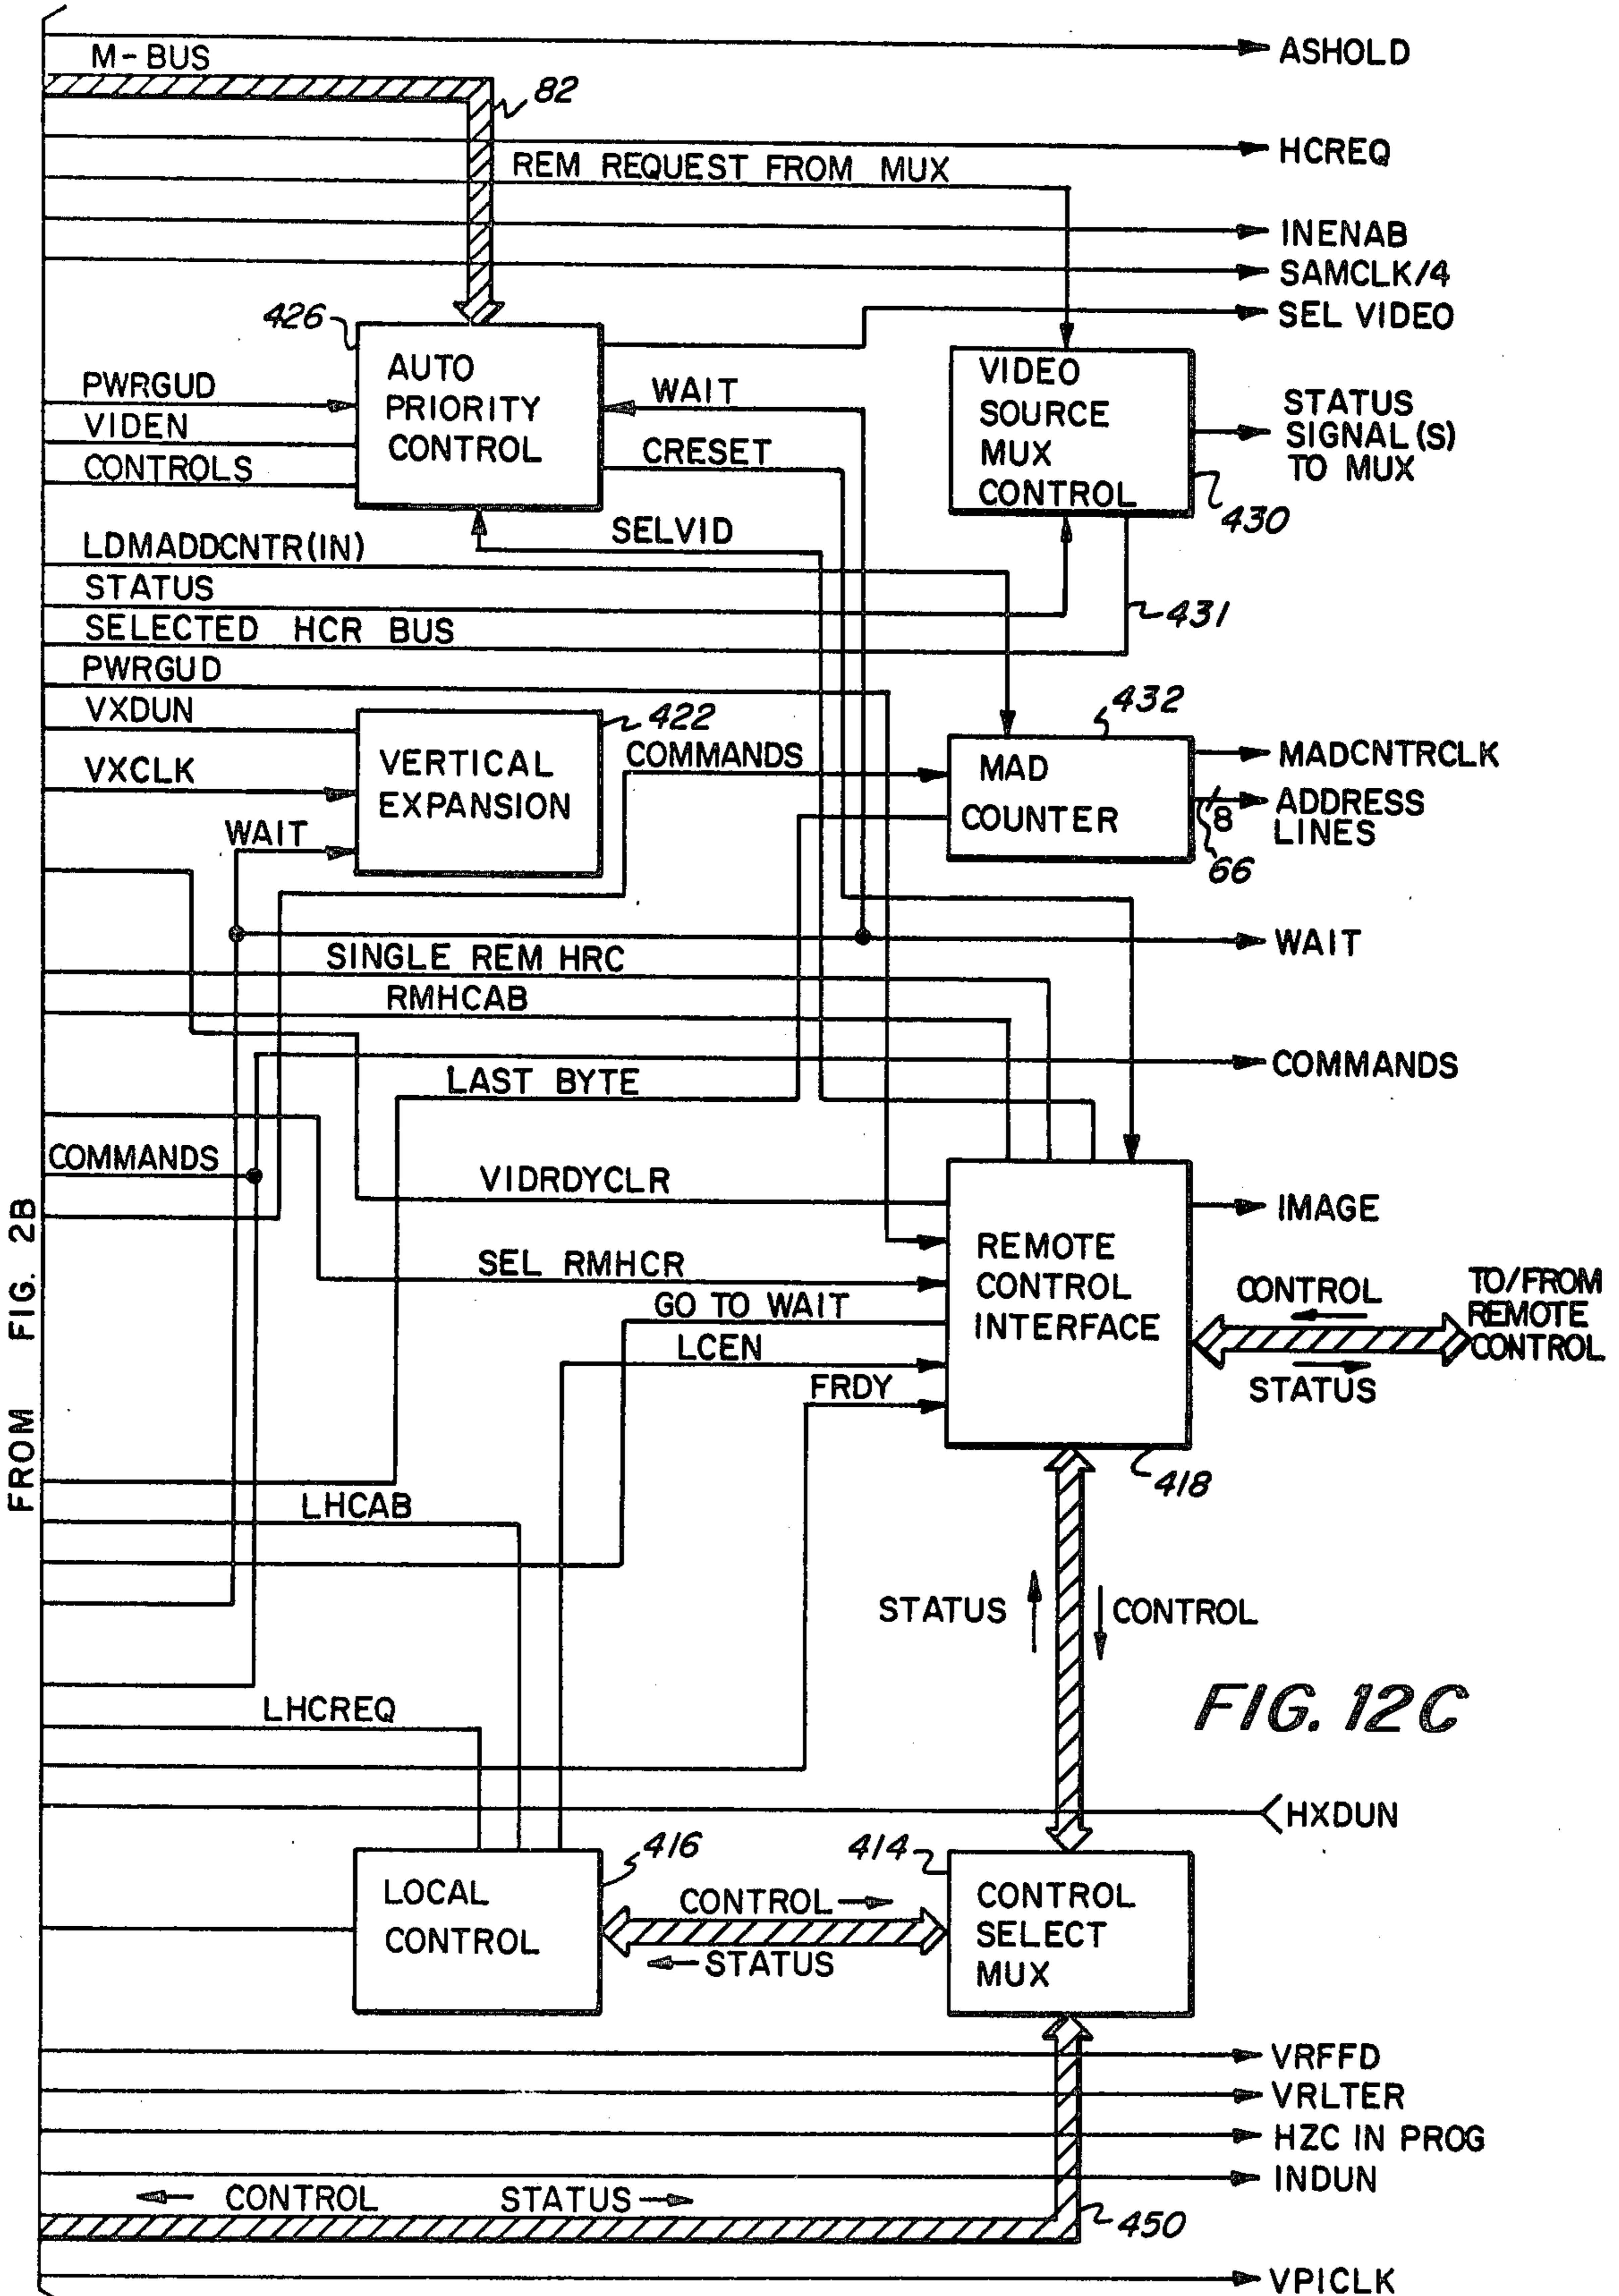 ASHOLD
M-BUS
82
HCREQ
REM REQUEST FROM MUX
INENAB
SAMCLK/4
SEL VIDEO
426
AUTO
PRIORITY
CONTROL
VIDEO
SOURCE
MUX
CONTROL
STATUS
SIGNAL(S)
TO MUX
430
PWRGUD
VIDEN
CONTROLS
WAIT
CRESET
SELVID
LDMADDCNTR(IN)
STATUS
SELECTED HCR BUS
431
PWRGUD
VXDUN
VXCLK
WAIT
422
VERTICAL
EXPANSION
COMMANDS
432
MAD
COUNTER
MADCNTRCLK
8
ADDRESS
LINES
66
WAIT
SINGLE REM HRC
RMHCAB
COMMANDS
LAST BYTE
COMMANDS
VIDRDYCLR
IMAGE
SEL RMHCR
GO TO WAIT
LCEN
FRDY
REMOTE
CONTROL
INTERFACE
CONTROL
STATUS
TO/FROM
REMOTE
CONTROL
418
FROM FIG. 2B
LHCAB
STATUS
CONTROL
FIG. 12C
LHCREQ
HXDUN
416
LOCAL
CONTROL
CONTROL
STATUS
414
CONTROL
SELECT
MUX
VRFFD
VRLTER
HZC IN PROG
INDUN
CONTROL STATUS
450
VPICLK